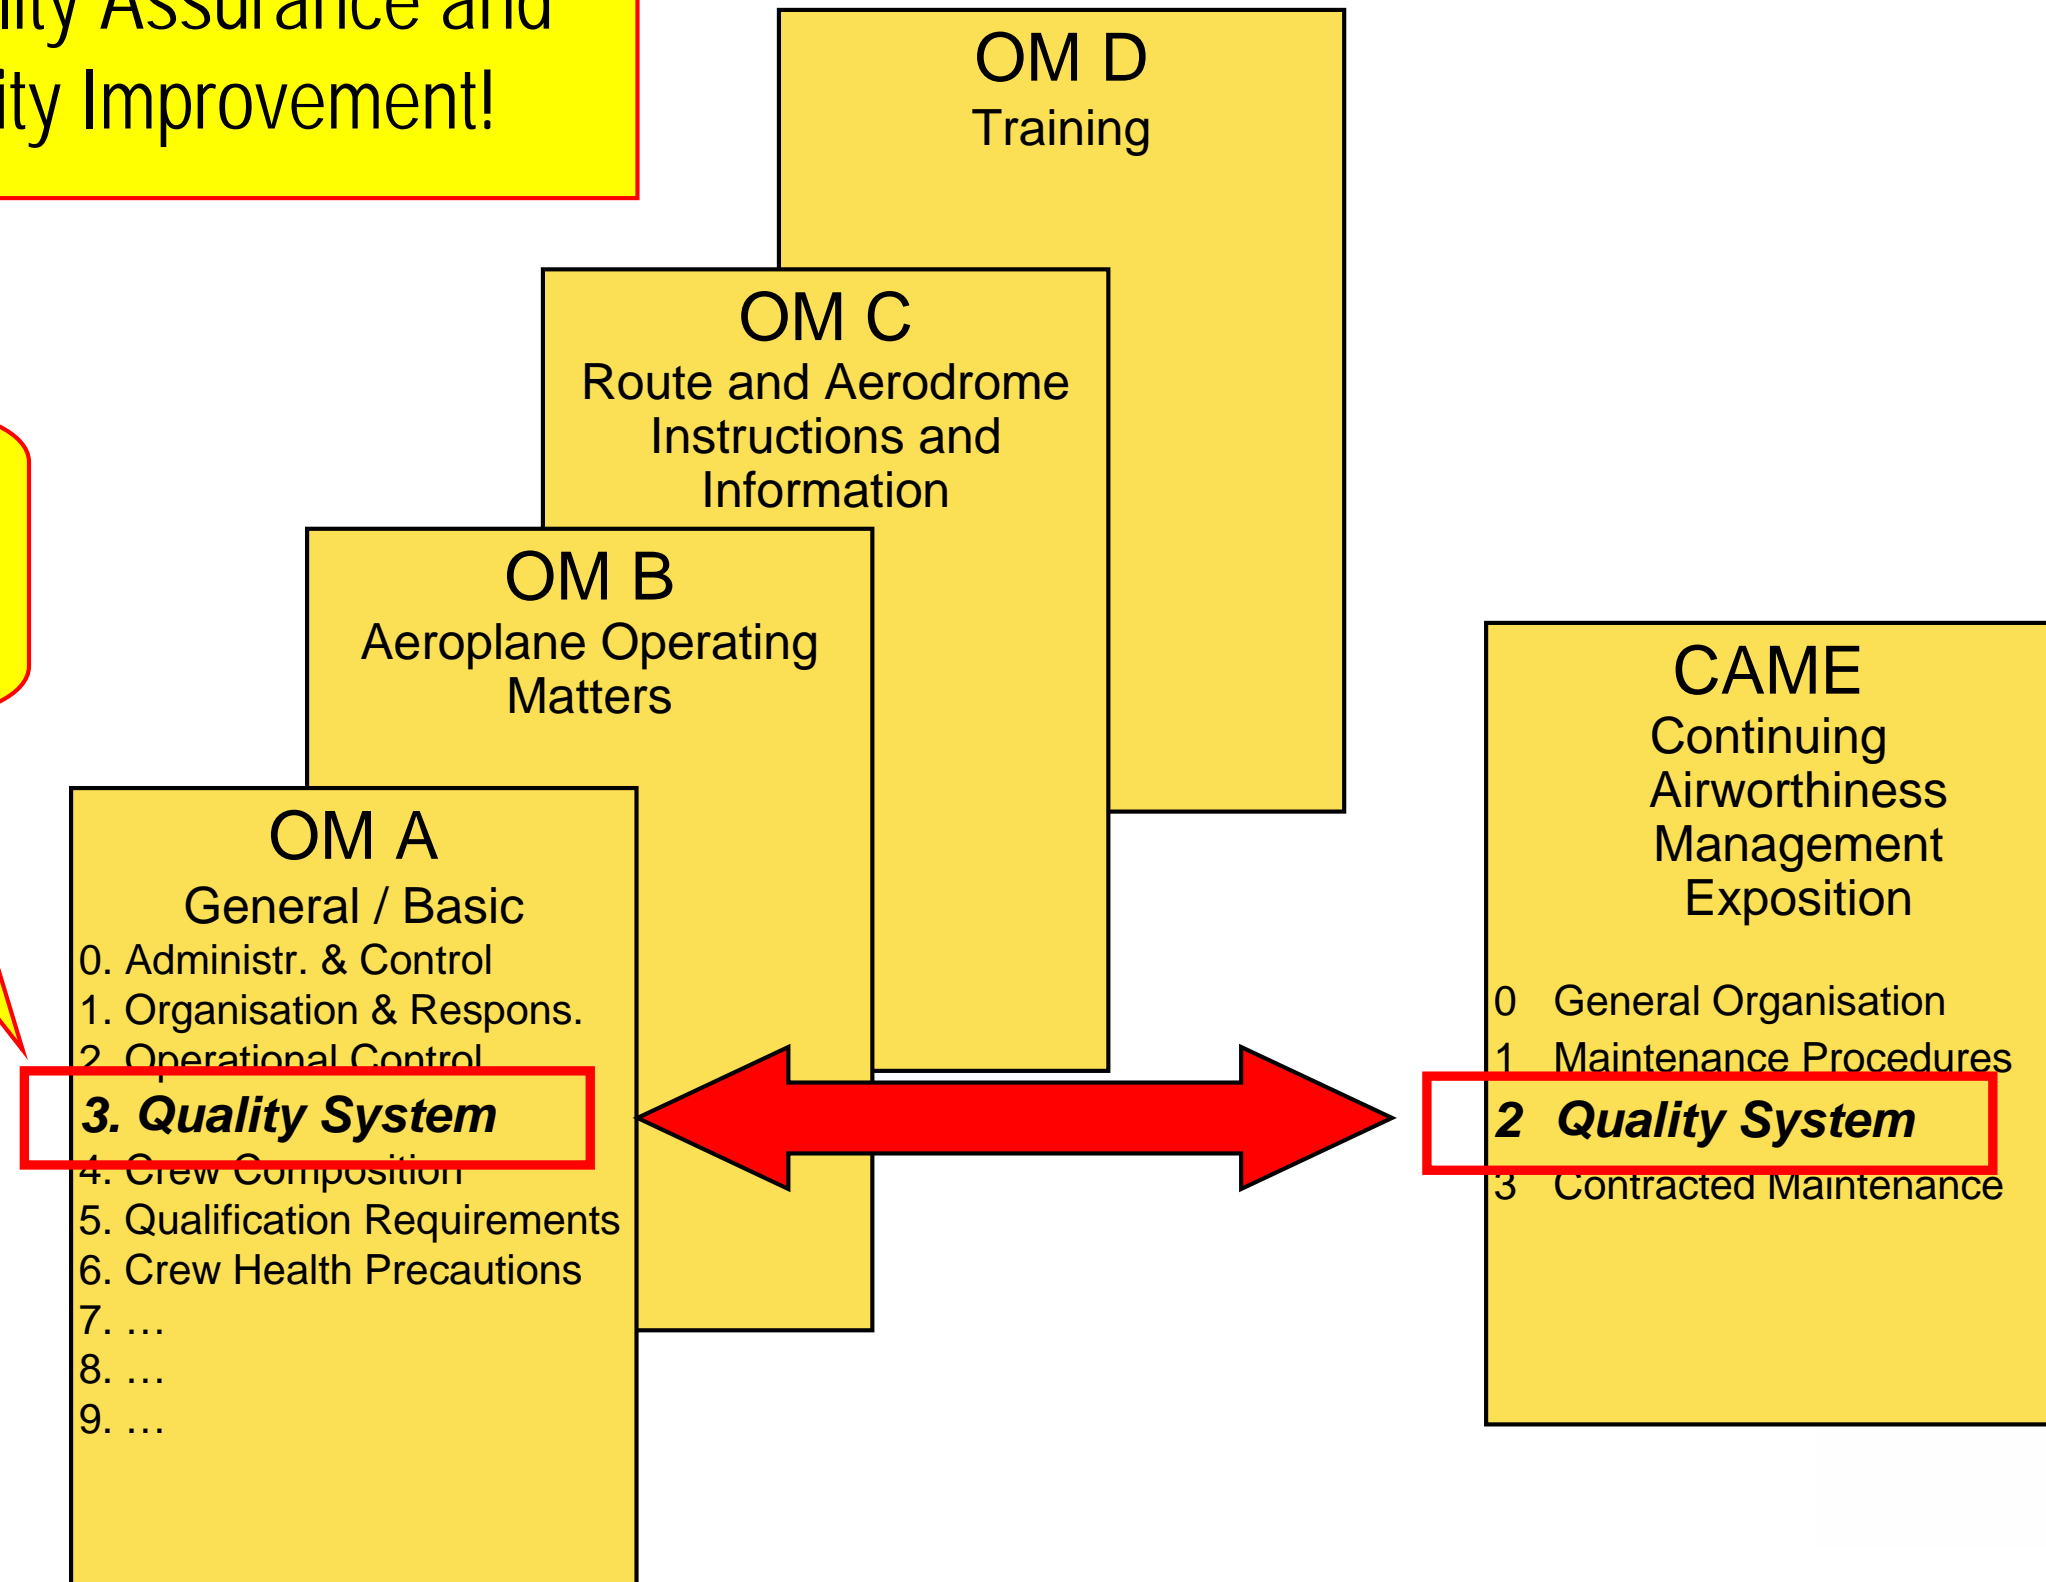 lity Assurance and
ity Improvement!
OM D
Training
OM C
Route and Aerodrome
Instructions and
Information
OM B
Aeroplane Operating
Matters
OM A
General / Basic
0. Administr. & Control
1. Organisation & Respons.
2. Operational Control
3. Quality System
4. Crew Composition
5. Qualification Requirements
6. Crew Health Precautions
7. …
8. …
9. …
CAME
Continuing
Airworthiness
Management
Exposition
0 General Organisation
1 Maintenance Procedures
2 Quality System
3 Contracted Maintenance